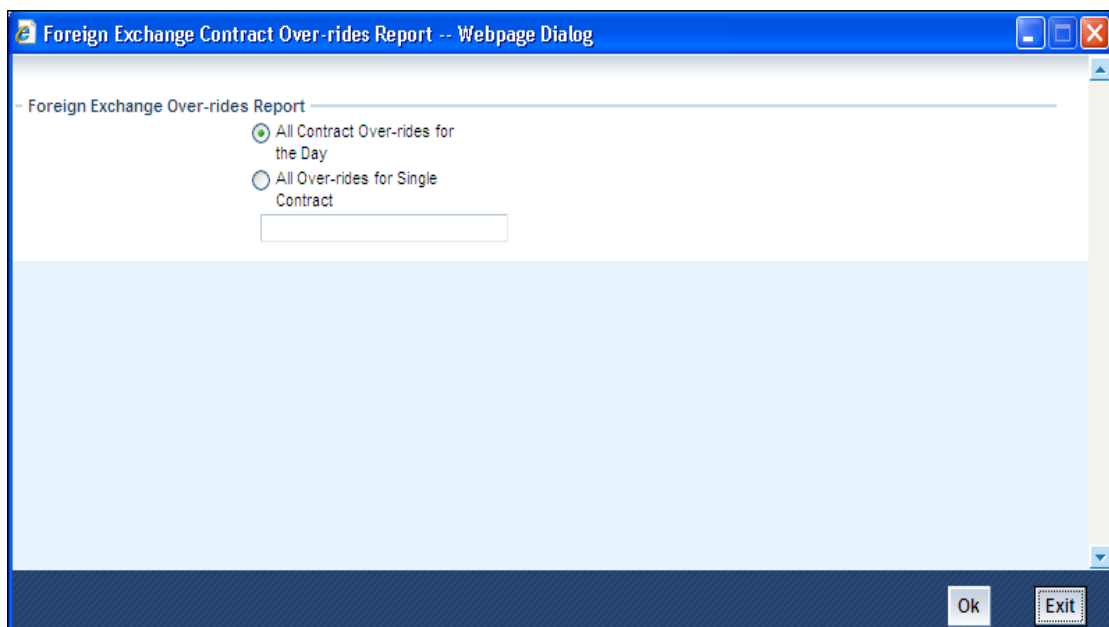 Foreign Exchange Contract Over-rides Report -- Webpage Dialog
Foreign Exchange Over-rides Report
All Contract Over-rides for
the Day
All Over-rides for Single
Contract
Ok
Exit